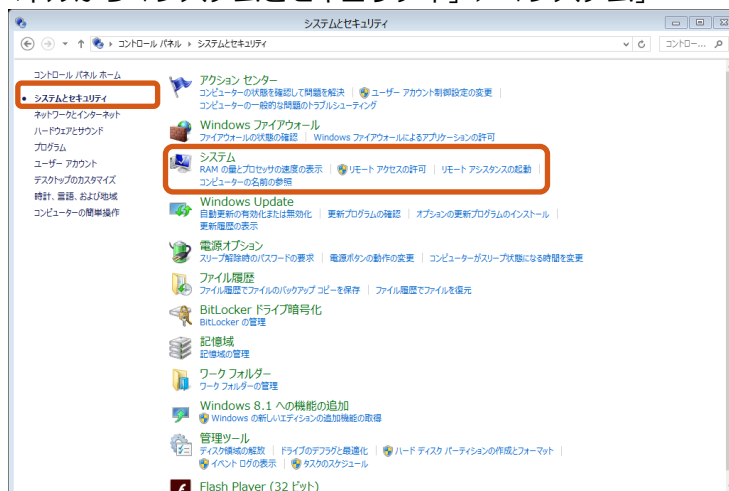 システムとセキュリティ
コントロール パネル ▸ システムとセキュリティ
コントロー...
コントロール パネル ホーム
システムとセキュリティ
ネットワークとインターネット
ハードウェアとサウンド
プログラム
ユーザー アカウント
デスクトップのカスタマイズ
時計、言語、および地域
コンピューターの簡単操作
アクション センター
コンピューターの状態を確認して問題を解決 | ユーザー アカウント制御設定の変更 |
コンピューターの一般的な問題のトラブルシューティング
Windows ファイアウォール
ファイアウォールの状態の確認 | Windows ファイアウォールによるアプリケーションの許可
システム
RAM の量とプロセッサの速度の表示 | リモート アクセスの許可 | リモート アシスタンスの起動 |
コンピューターの名前の参照
Windows Update
自動更新の有効化または無効化 | 更新プログラムの確認 | オプションの更新プログラムのインストール |
更新履歴の表示
電源オプション
スリープ解除時のパスワードの要求 | 電源ボタンの動作の変更 | コンピューターがスリープ状態になる時間を変更
ファイル履歴
ファイル履歴でファイルのバックアップ コピーを保存 | ファイル履歴でファイルを復元
BitLocker ドライブ暗号化
BitLocker の管理
記憶域
記憶域の管理
ワーク フォルダー
ワーク フォルダーの管理
Windows 8.1 への機能の追加
Windows の新しいエディションの追加機能の取得
管理ツール
ディスク領域の解放 | ドライブのデフラグと最適化 | ハード ディスク パーティションの作成とフォーマット |
イベント ログの表示 | タスクのスケジュール
Flash Player (32 ビット)